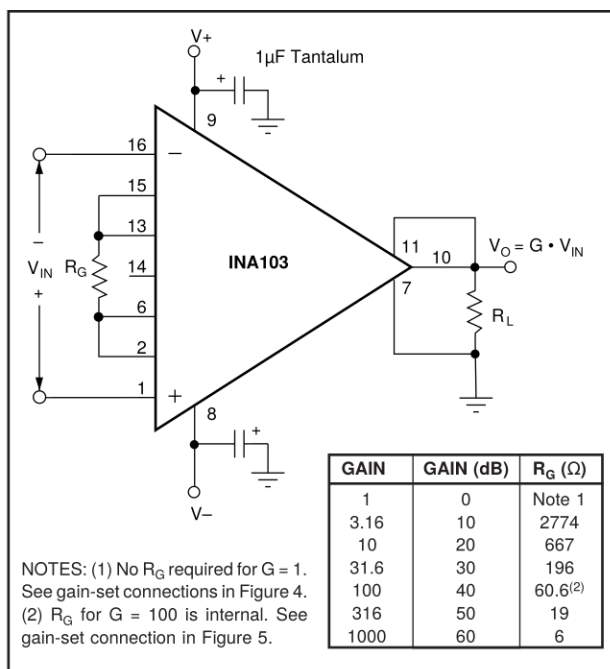 V+
1µF Tantalum
+
9
16
–
15
13
14
6
2
1
+
–
V_IN
+
R_G
INA103
11
10
7
V_O = G • V_IN
R_L
8
+
V–
GAIN GAIN (dB) R_G (Ω)
1 0 Note 1
3.16 10 2774
10 20 667
31.6 30 196
100 40 60.6(2)
316 50 19
1000 60 6
NOTES: (1) No R_G required for G = 1.
See gain-set connections in Figure 4.
(2) R_G for G = 100 is internal. See
gain-set connection in Figure 5.